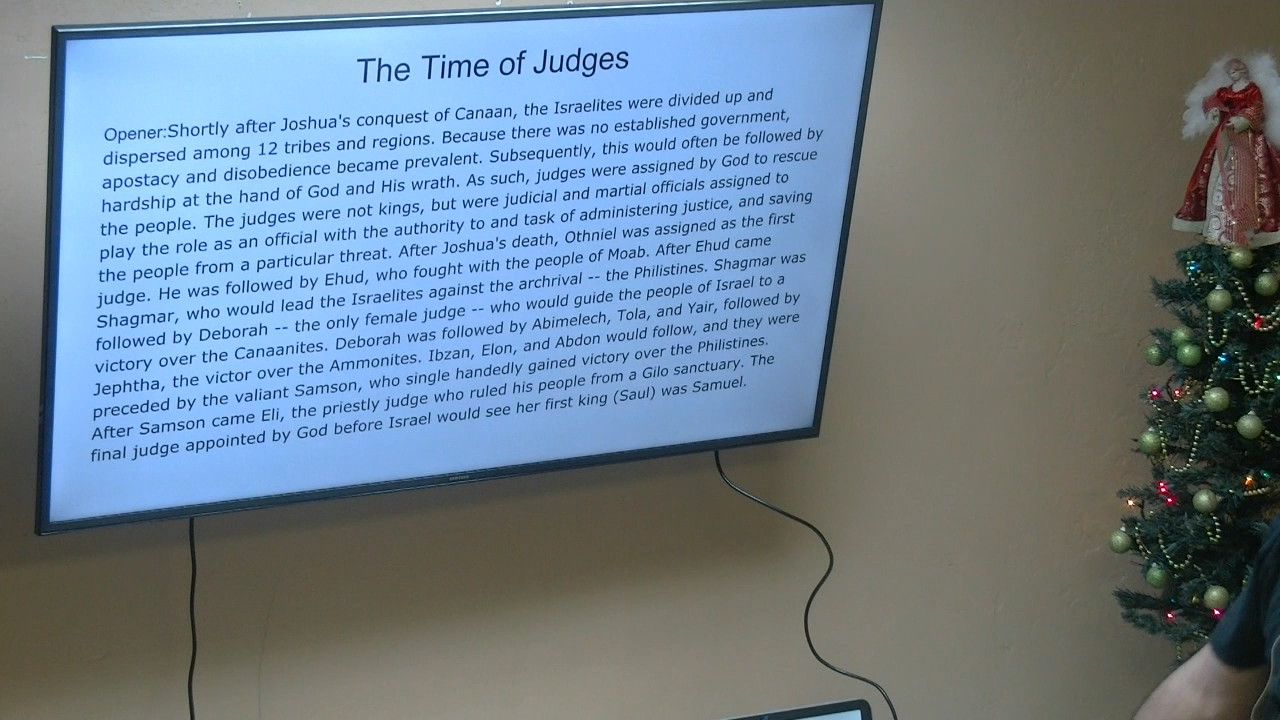 The Time of Judges
Opener:Shortly after Joshua's conquest of Canaan, the Israelites were divided up and
dispersed among 12 tribes and regions. Because there was no established government,
apostacy and disobedience became prevalent. Subsequently, this would often be followed by
hardship at the hand of God and His wrath. As such, judges were assigned by God to rescue
the people. The judges were not kings, but were judicial and martial officials assigned to
play the role as an official with the authority to and task of administering justice, and saving
the people from a particular threat. After Joshua's death, Othniel was assigned as the first
judge. He was followed by Ehud, who fought with the people of Moab. After Ehud came
Shagmar, who would lead the Israelites against the archrival -- the Philistines. Shagmar was
followed by Deborah -- the only female judge -- who would guide the people of Israel to a
victory over the Canaanites. Deborah was followed by Abimelech, Tola, and Yair, followed by
Jephtha, the victor over the Ammonites. Ibzan, Elon, and Abdon would follow, and they were
preceded by the valiant Samson, who single handedly gained victory over the Philistines.
After Samson came Eli, the priestly judge who ruled his people from a Gilo sanctuary. The
final judge appointed by God before Israel would see her first king (Saul) was Samuel.